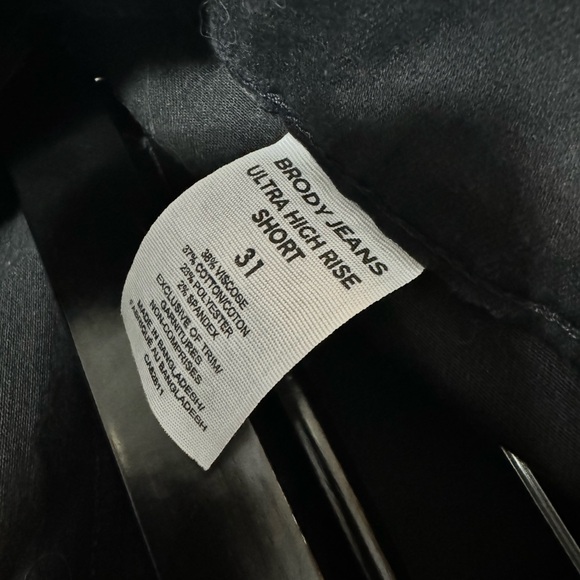 BRODY JEANS
ULTRA HIGH RISE
SHORT
31
38% VISCOSE
37% COTTON/COTON
23% POLYESTER
2% SPANDEX
EXCLUSIVE OF TRIM/
GARNITURES
NON-COMPRISES
MADE IN BANGLADESH/
FABRIQUÉ AU BANGLADESH
CA52811